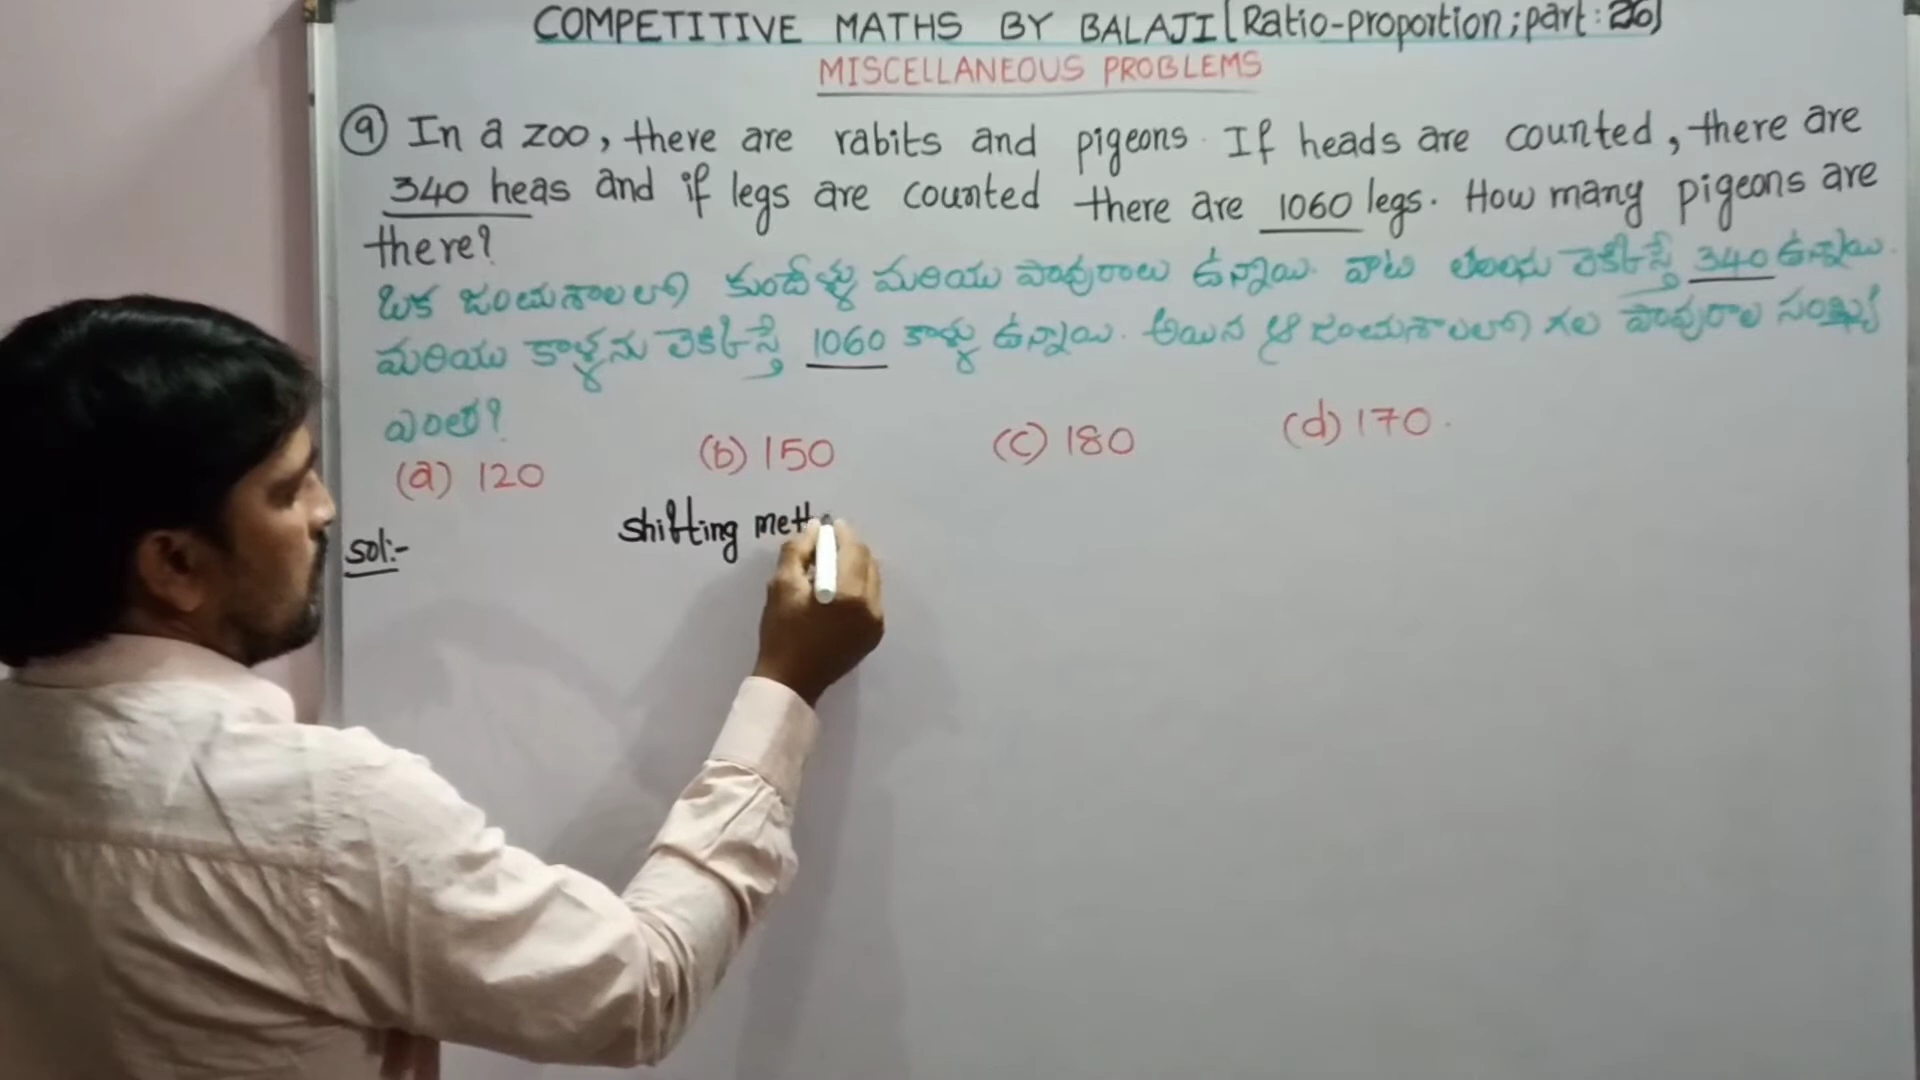 COMPETITIVE MATHS BY BALAJI [Ratio-proportion; part: 26]
MISCELLANEOUS PROBLEMS
(9) In a zoo, there are rabits and pigeons. If heads are counted, there are
340 heas and if legs are counted there are 1060 legs. How many pigeons are
there?
ఒక జంతుశాలలో కుందేళ్ళు మరియు పావురాలు ఉన్నాయి. వాటి తలలను లెక్కిస్తే 340 ఉన్నాయి.
మరియు కాళ్ళను లెక్కిస్తే 1060 కాళ్ళు ఉన్నాయి. అయిన ఆ జంతుశాలలో గల పావురాల సంఖ్య
ఎంత?
(a) 120 (b) 150 (c) 180 (d) 170.
sol:- shifting meth